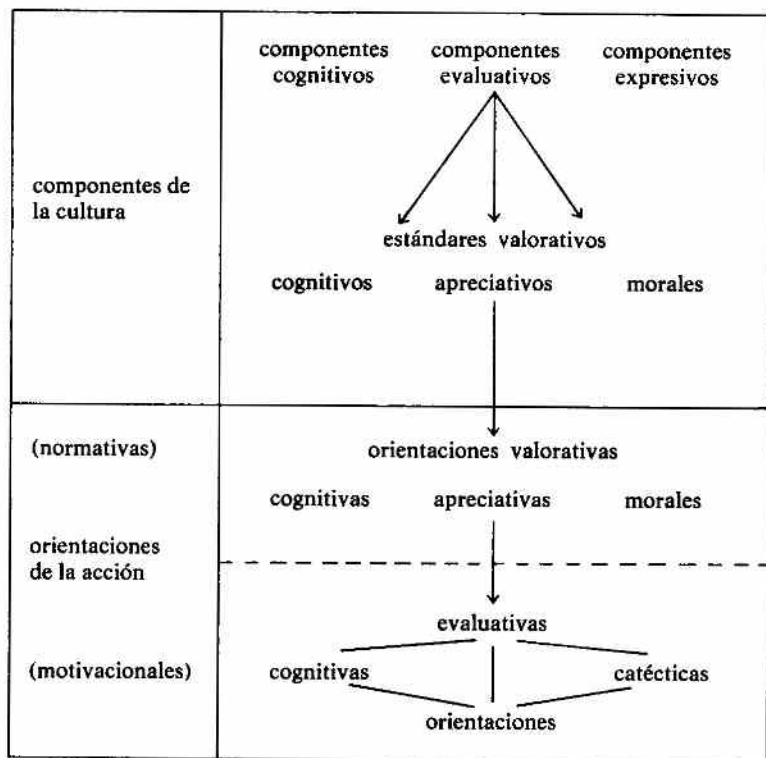 componentes componentes componentes
cognitivos evaluativos expresivos
componentes de
la cultura
estándares valorativos
cognitivos apreciativos morales
(normativas) orientaciones valorativas
cognitivas apreciativas morales
orientaciones
de la acción
evaluativas
(motivacionales) cognitivas catécticas
orientaciones